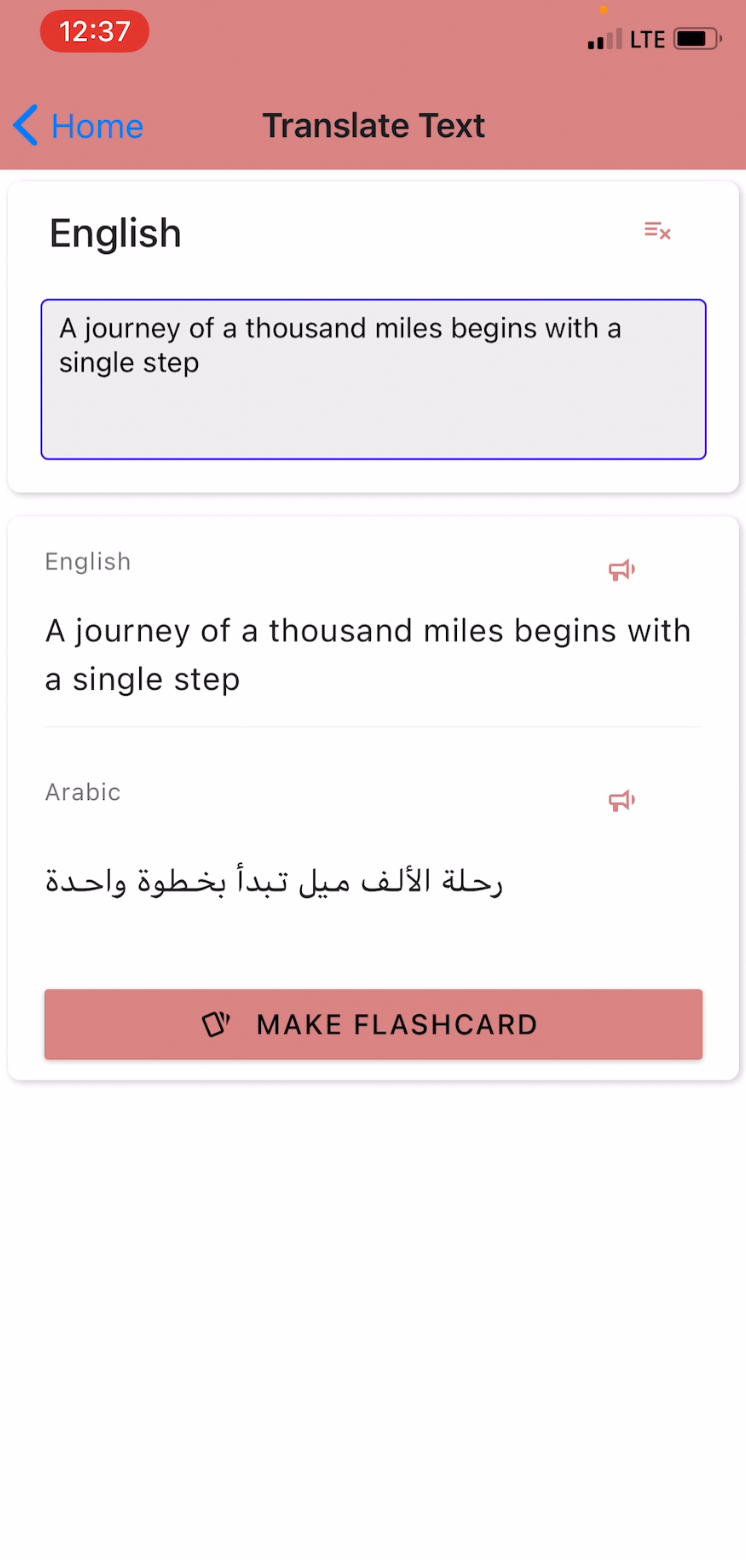 12:37
LTE
Home
Translate Text
English
A journey of a thousand miles begins with a
single step
English
A journey of a thousand miles begins with
a single step
Arabic
رحلة الألف ميل تبدأ بخطوة واحدة
MAKE FLASHCARD